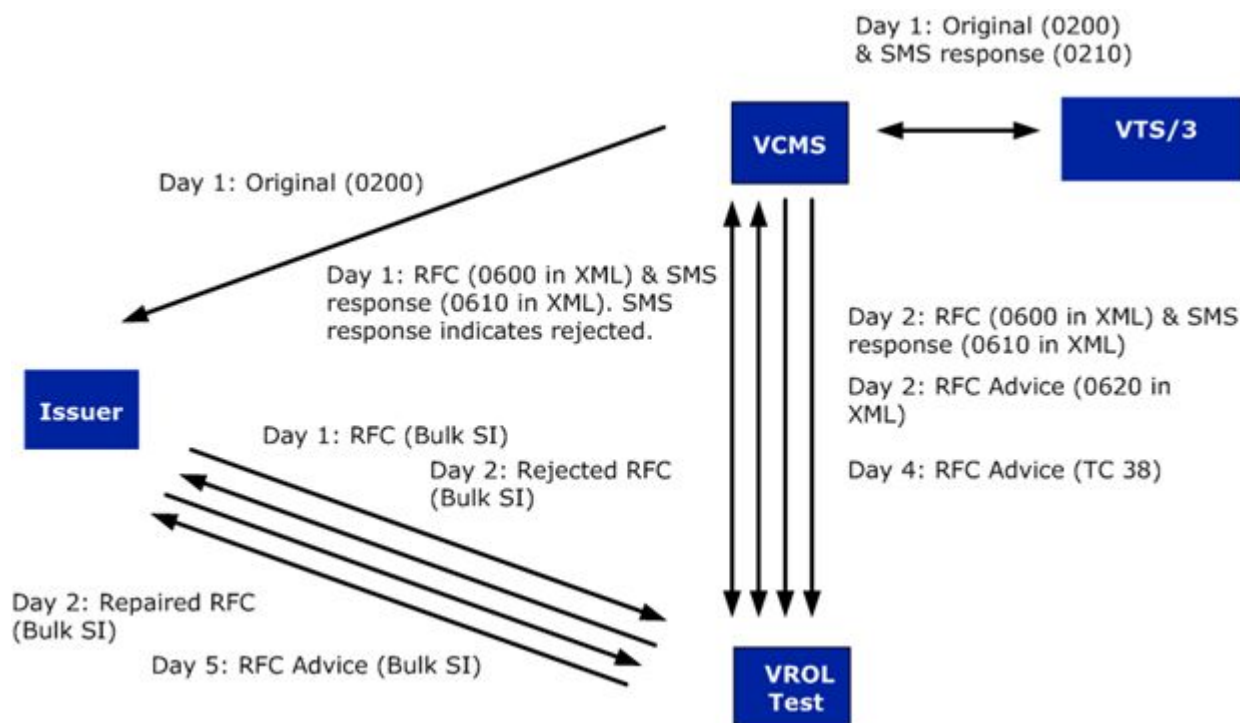 Day 1: Original (0200)
& SMS response (0210)
VCMS
VTS/3
Day 1: Original (0200)
Day 1: RFC (0600 in XML) & SMS
response (0610 in XML). SMS
response indicates rejected.
Day 2: RFC (0600 in XML) & SMS
response (0610 in XML)
Day 2: RFC Advice (0620 in
XML)
Day 4: RFC Advice (TC 38)
Issuer
Day 1: RFC (Bulk SI)
Day 2: Rejected RFC
(Bulk SI)
Day 2: Repaired RFC
(Bulk SI)
Day 5: RFC Advice (Bulk SI)
VROL
Test